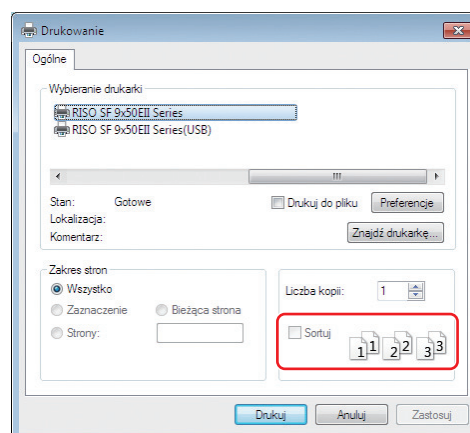 Drukowanie
Ogólne
Wybieranie drukarki
RISO SF 9x50EII Series
RISO SF 9x50EII Series(USB)
Stan: Gotowe
Drukuj do pliku
Preferencje
Lokalizacja:
Komentarz:
Znajdź drukarkę...
Zakres stron
Wszystko
Zaznaczenie
Bieżąca strona
Strony:
Liczba kopii: 1
Sortuj
1 1 2 2 3 3
Drukuj
Anuluj
Zastosuj